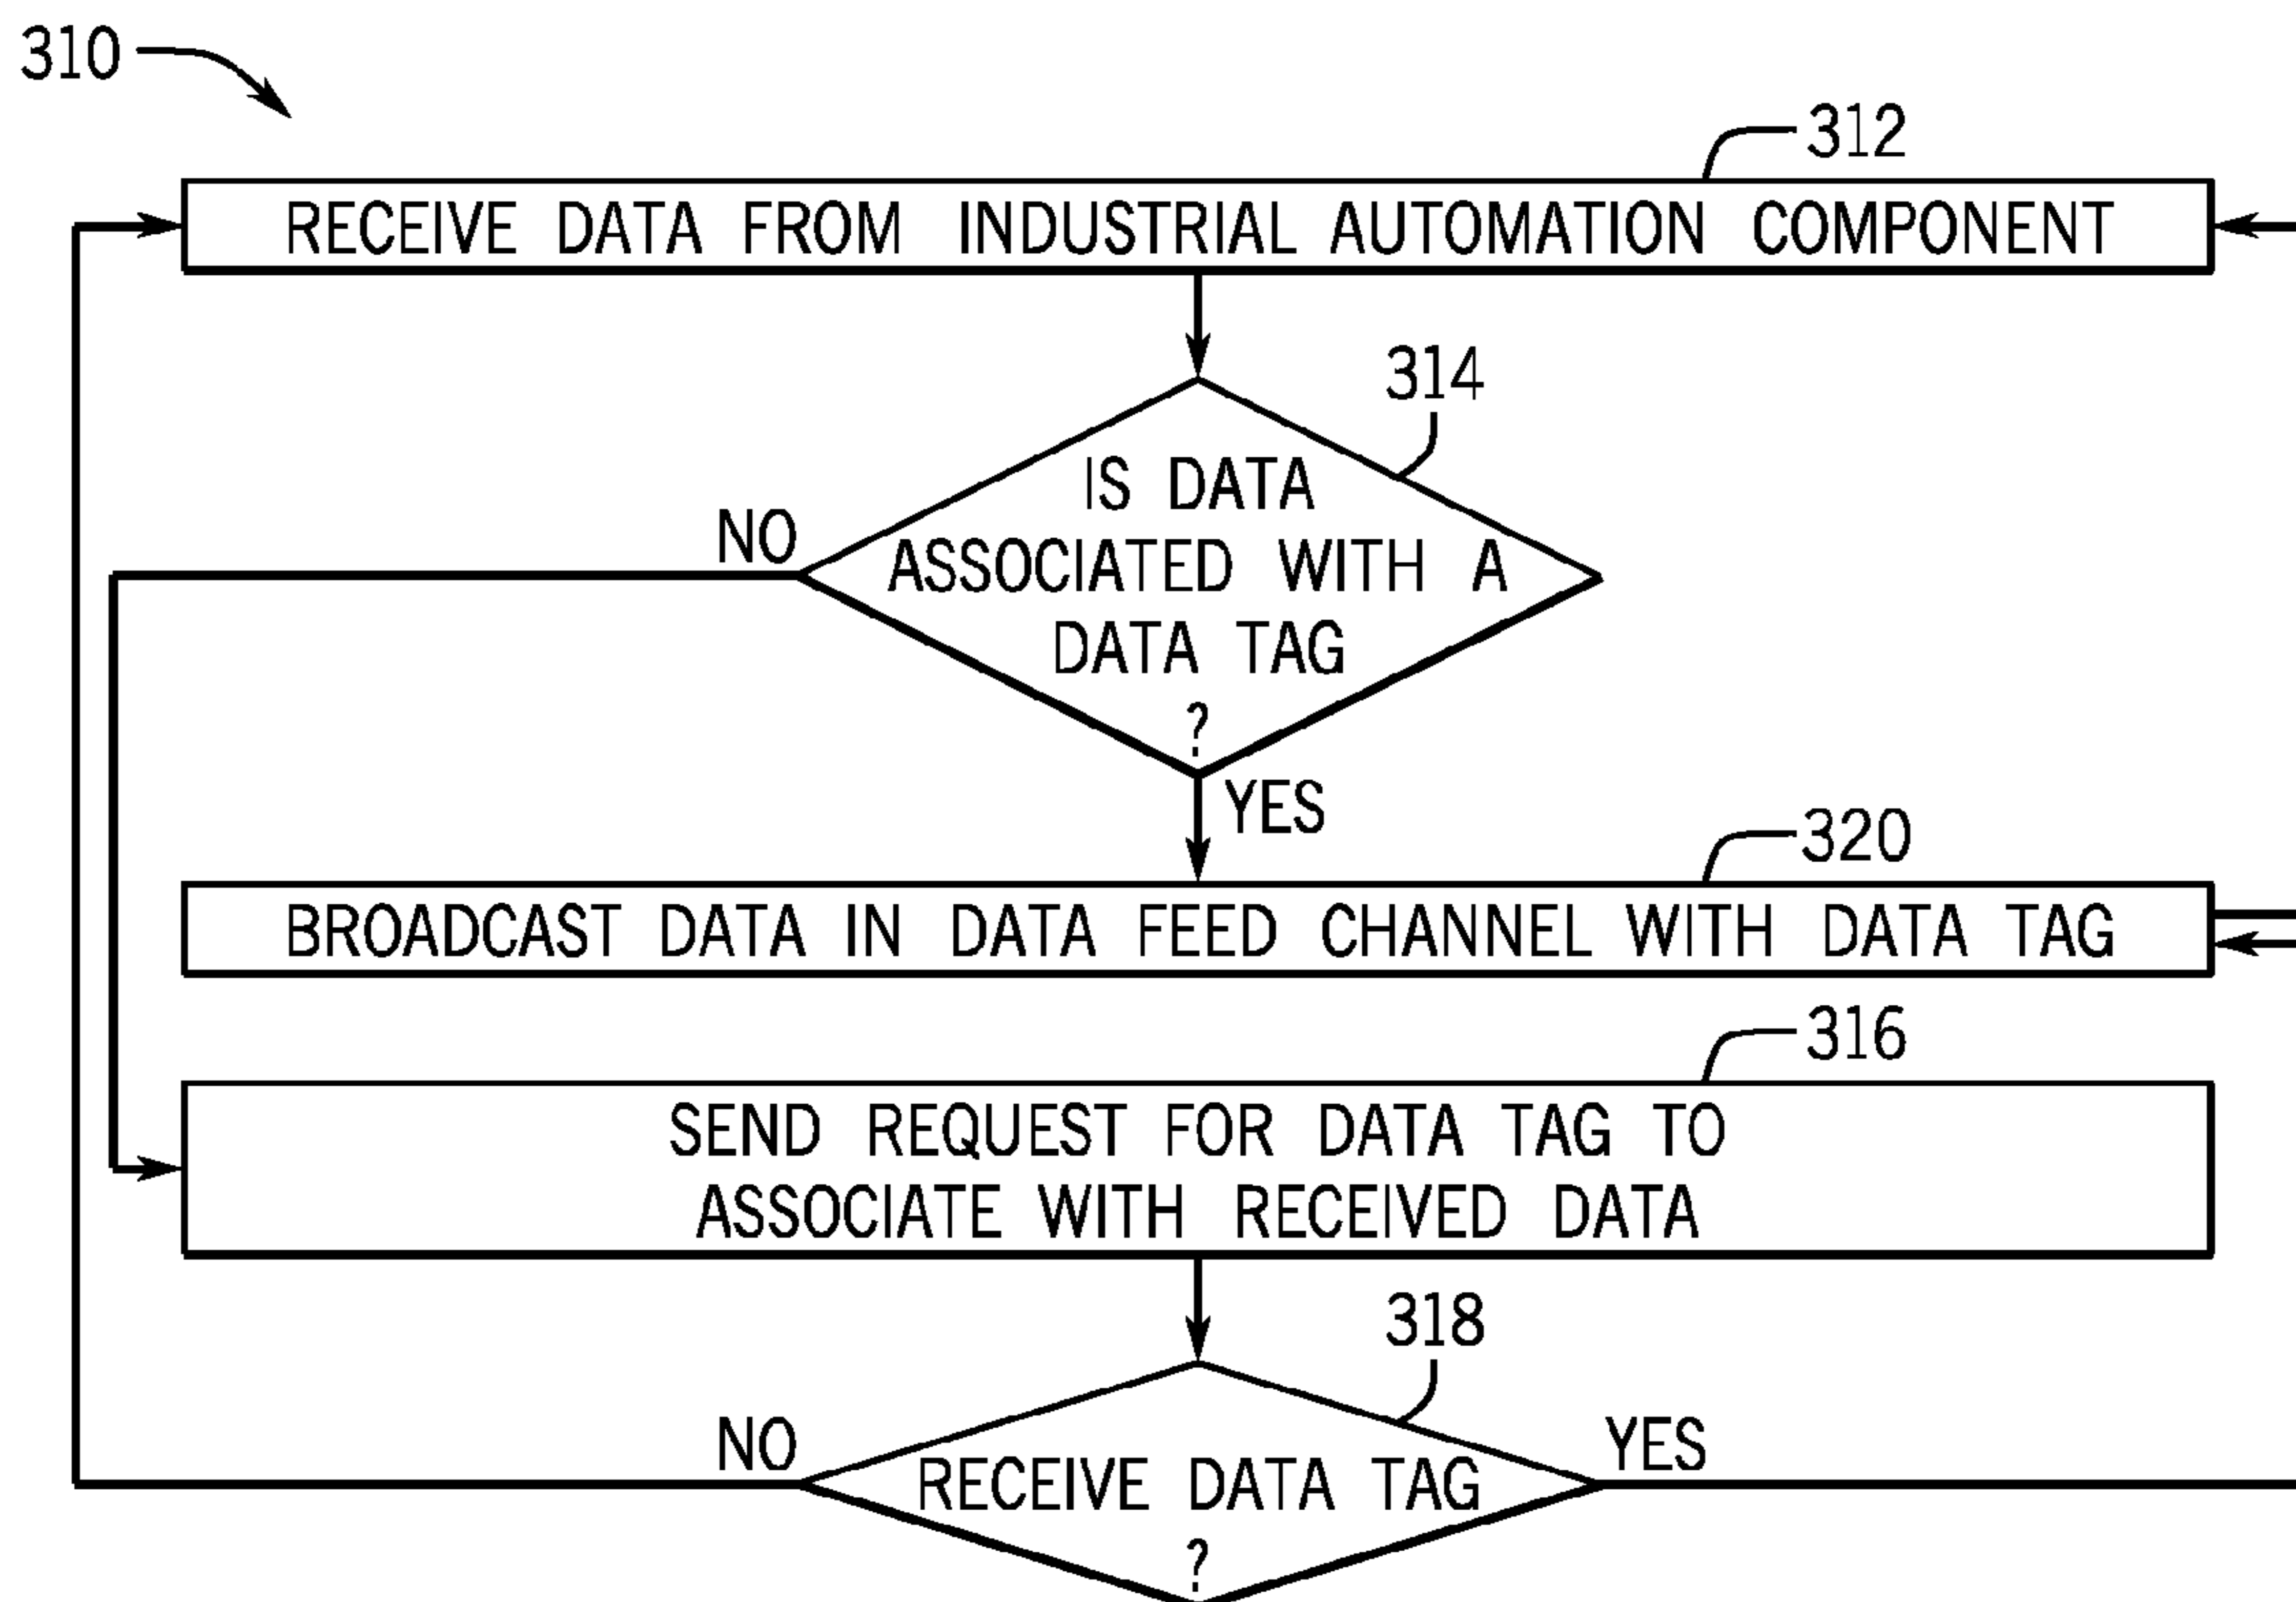 310
312
RECEIVE DATA FROM INDUSTRIAL AUTOMATION COMPONENT
314
IS DATA
ASSOCIATED WITH A
DATA TAG
?
NO
YES
320
BROADCAST DATA IN DATA FEED CHANNEL WITH DATA TAG
316
SEND REQUEST FOR DATA TAG TO
ASSOCIATE WITH RECEIVED DATA
318
NO
YES
RECEIVE DATA TAG
?